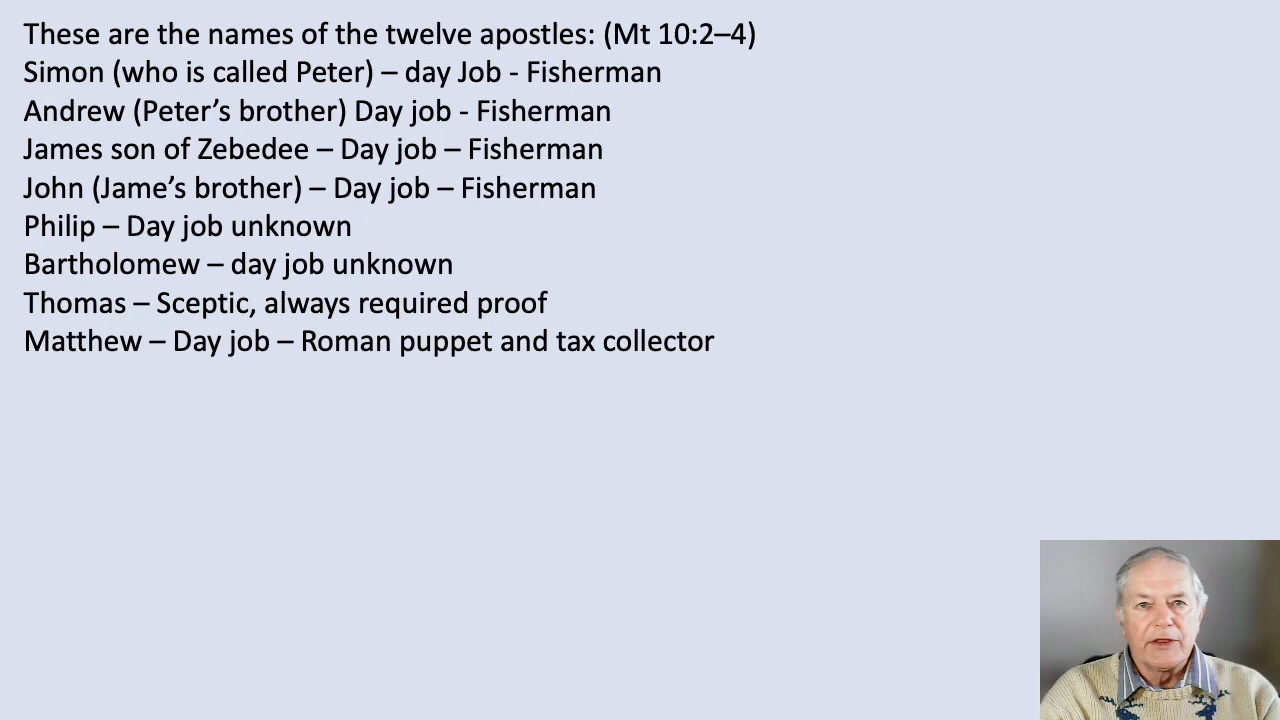 These are the names of the twelve apostles: (Mt 10:2–4)
Simon (who is called Peter) – day Job - Fisherman
Andrew (Peter’s brother) Day job - Fisherman
James son of Zebedee – Day job – Fisherman
John (Jame’s brother) – Day job – Fisherman
Philip – Day job unknown
Bartholomew – day job unknown
Thomas – Sceptic, always required proof
Matthew – Day job – Roman puppet and tax collector